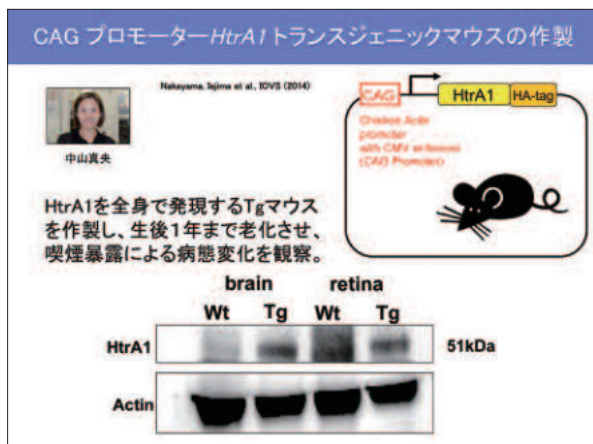 CAG プロモーターHtrA1 トランスジェニックマウスの作製
Nakayama, Iejima et al., IOVS (2014)
中山真央
CAG
HtrA1
HA-tag
Chicken Actin
promoter
with CMV enhancer
(CAG Promoter)
HtrA1を全身で発現するTgマウス
を作製し、生後1年まで老化させ、
喫煙暴露による病態変化を観察。
brain retina
Wt Tg Wt Tg
HtrA1 51kDa
Actin